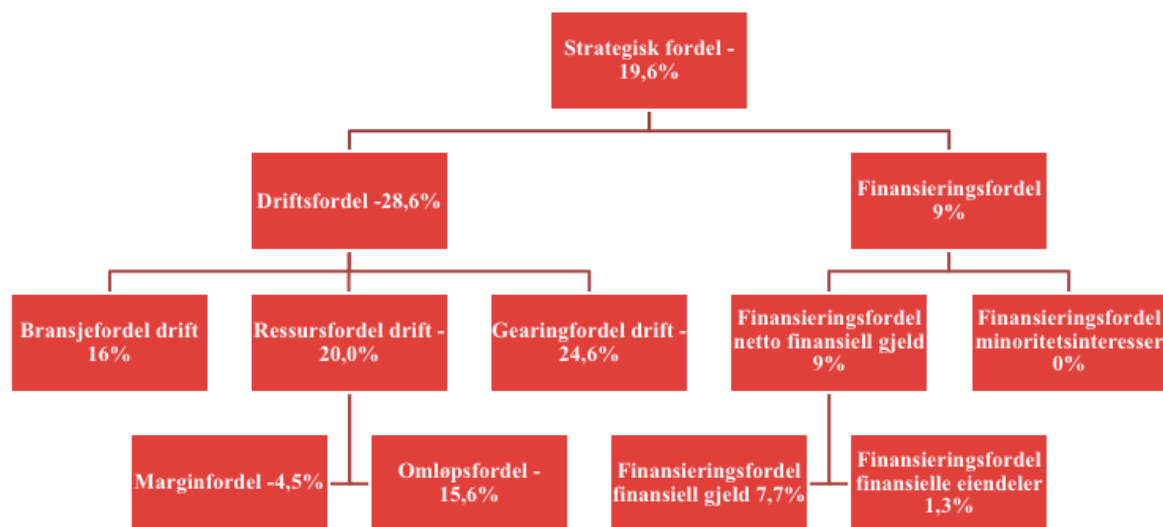 Strategisk fordel -
19,6%
Driftsfordel -28,6%
Finansieringsfordel
9%
Bransjefordel drift
16%
Ressursfordel drift -
20,0%
Gearingfordel drift -
24,6%
Finansieringsfordel
netto finansiell gjeld
9%
Finansieringsfordel
minoritetsinteresser
0%
Marginfordel -4,5%
Omløpsfordel -
15,6%
Finansieringsfordel
finansiell gjeld 7,7%
Finansieringsfordel
finansielle eiendeler
1,3%